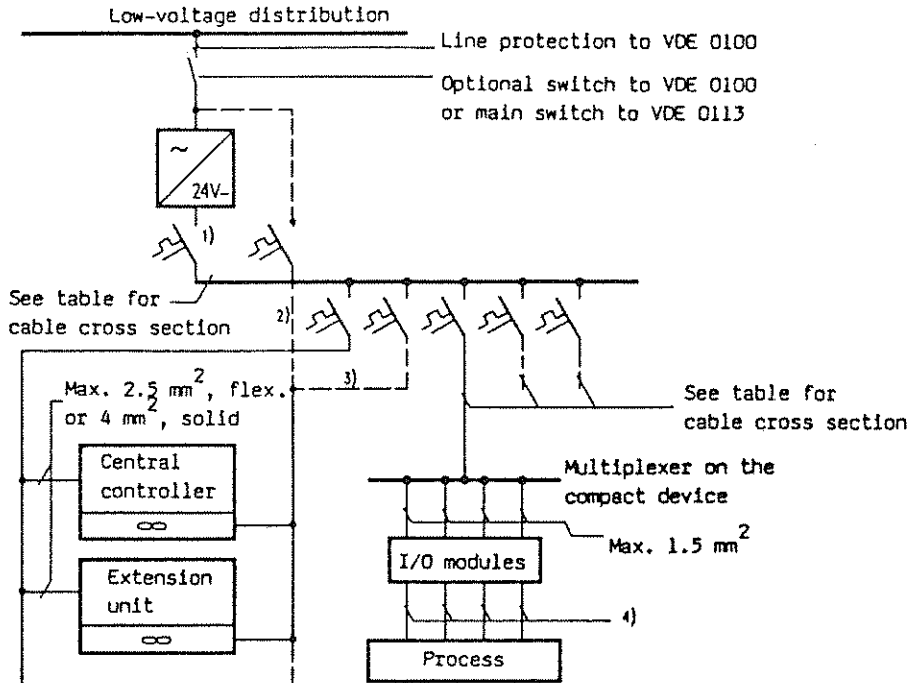 Low-voltage distribution
Line protection to VDE 0100
Optional switch to VDE 0100
or main switch to VDE 0113
~
24V–
1)
See table for
cable cross section
2)
3)
Max. 2.5 mm², flex.
or 4 mm², solid
See table for
cable cross section
Central
controller
Multiplexer on the
compact device
Max. 1.5 mm²
I/O modules
Extension
unit
4)
Process